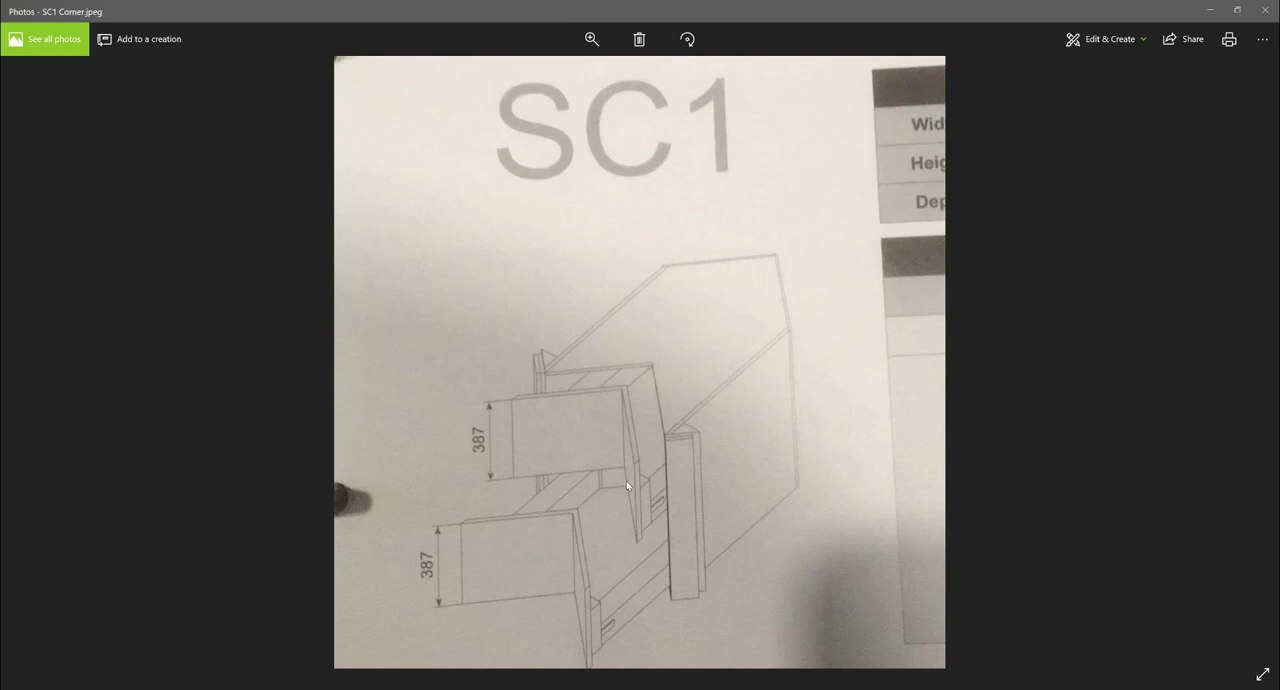 Photos - SC1 Corner.jpeg
See all photos
Add to a creation
Edit & Create
Share
SC1
Wid
Heig
Dep
387
387